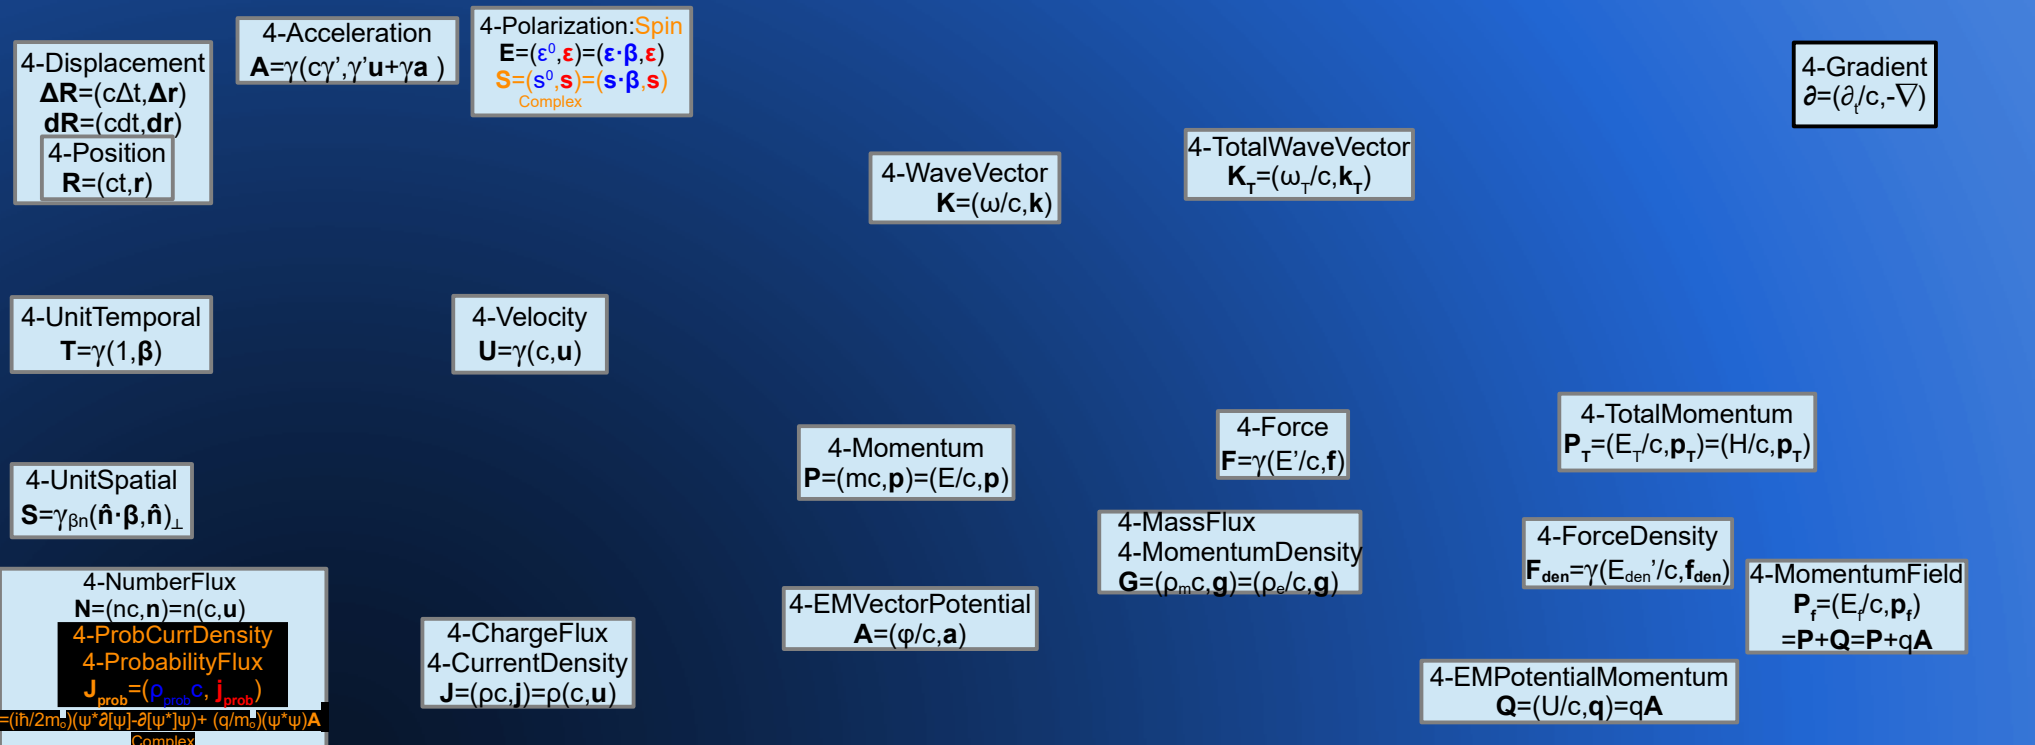 4-Displacement
ΔR=(cΔt,Δr)
dR=(cdt,dr)
4-Position
R=(ct,r)
4-Acceleration
A=γ(cγ’,γ’u+γa )
4-Polarization:Spin
E=(ε⁰,ε)=(ε·β,ε)
S=(s⁰,s)=(s·β,s)
Complex
4-WaveVector
K=(ω/c,k)
4-TotalWaveVector
K_T=(ω_T/c,k_T)
4-Gradient
∂=(∂_t/c,-∇)
4-UnitTemporal
T=γ(1,β)
4-Velocity
U=γ(c,u)
4-UnitSpatial
S=γ_βn(n̂·β,n̂)_⊥
4-Momentum
P=(mc,p)=(E/c,p)
4-Force
F=γ(E’/c,f)
4-TotalMomentum
P_T=(E_T/c,p_T)=(H/c,p_T)
4-MassFlux
4-MomentumDensity
G=(ρ_mc,g)=(ρ_e/c,g)
4-ForceDensity
F_den=γ(E_den’/c,f_den)
4-MomentumField
P_f=(E_f/c,p_f)
=P+Q=P+qA
4-NumberFlux
N=(nc,n)=n(c,u)
4-ProbCurrDensity
4-ProbabilityFlux
J_prob=(ρ_probc, j_prob)
=(iħ/2m_o)(ψ*∂[ψ]-∂[ψ*]ψ)+ (q/m_o)(ψ*ψ)A
Complex
4-ChargeFlux
4-CurrentDensity
J=(ρc,j)=ρ(c,u)
4-EMVectorPotential
A=(φ/c,a)
4-EMPotentialMomentum
Q=(U/c,q)=qA